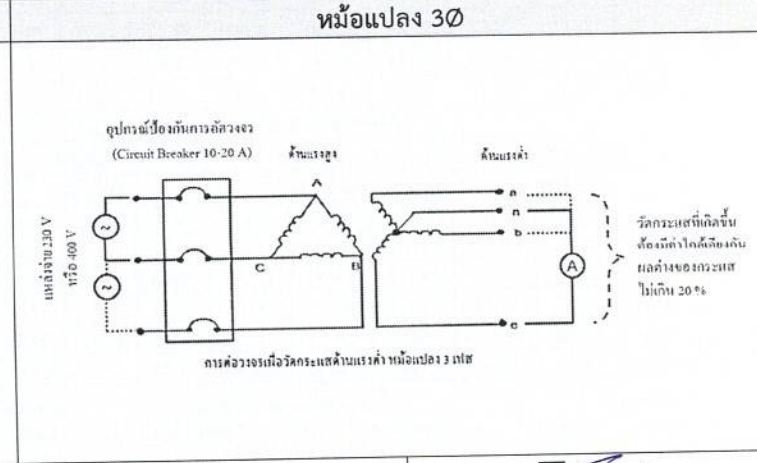 หม้อแปลง 3Ø
อุปกรณ์ป้องกันการลัดวงจร
(Circuit Breaker 10-20 A)
ด้านแรงสูง
ด้านแรงต่ำ
A
C
B
a
n
b
c
A
~
~
แหล่งจ่าย 230 V
หรือ 400 V
วัดกระแสที่เกิดขึ้น
ต้องมีค่าใกล้เคียงกัน
ผลต่างของกระแส
ไม่เกิน 20 %
การต่อวงจรเพื่อวัดกระแสด้านแรงต่ำ หม้อแปลง 3 เฟส